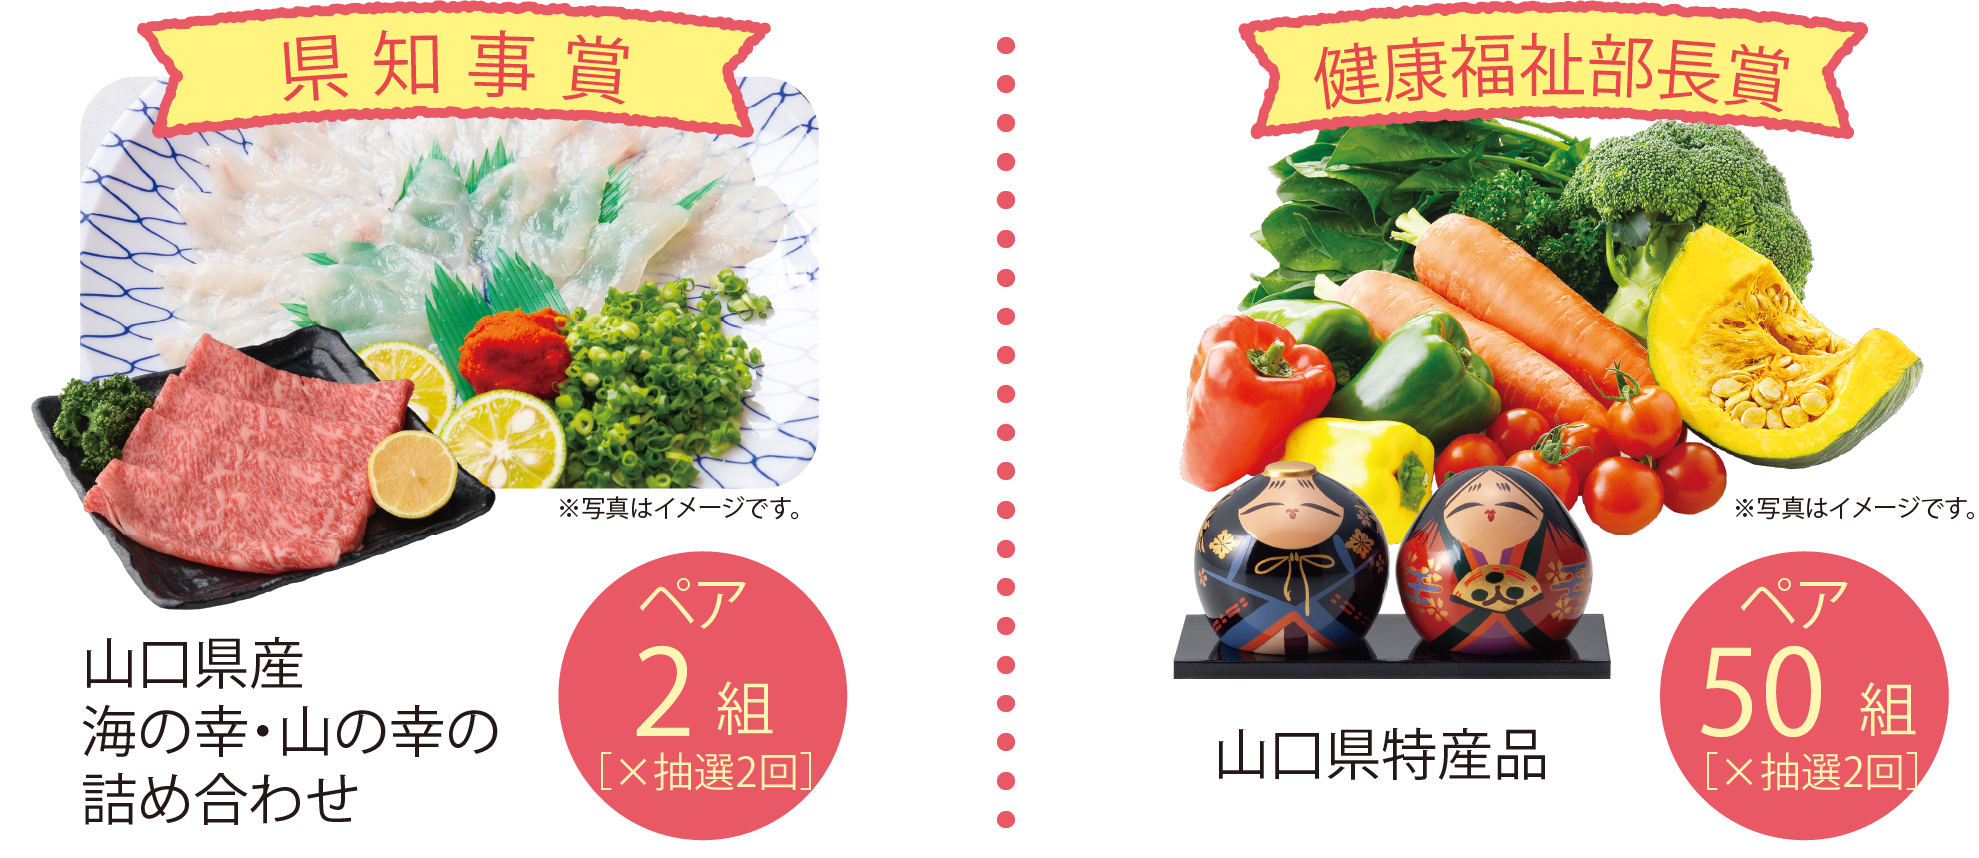 県知事賞
※写真はイメージです。
山口県産
海の幸・山の幸の
詰め合わせ
ペア
2組
［×抽選2回］
健康福祉部長賞
※写真はイメージです。
山口県特産品
ペア
50組
［×抽選2回］